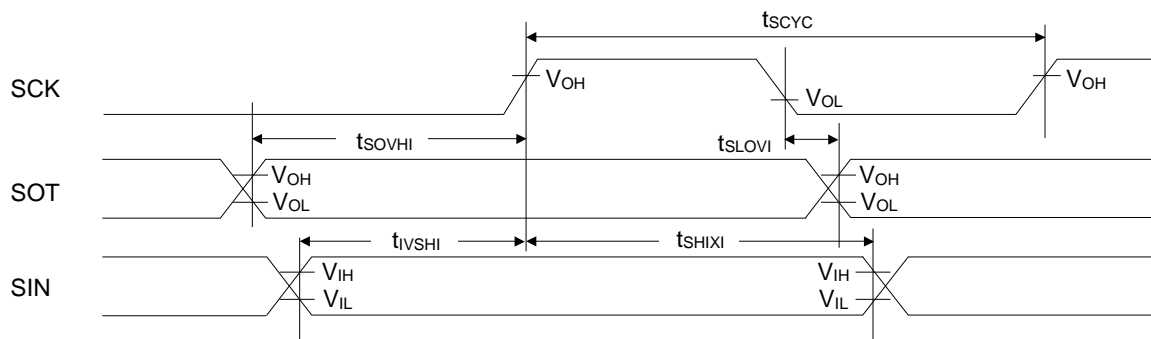 tSCYC
SCK
VOH
VOL
VOH
tSOVHI
tSLOVI
SOT
VOH
VOL
VOH
VOL
tIVSHI
tSHIXI
SIN
VIH
VIL
VIH
VIL